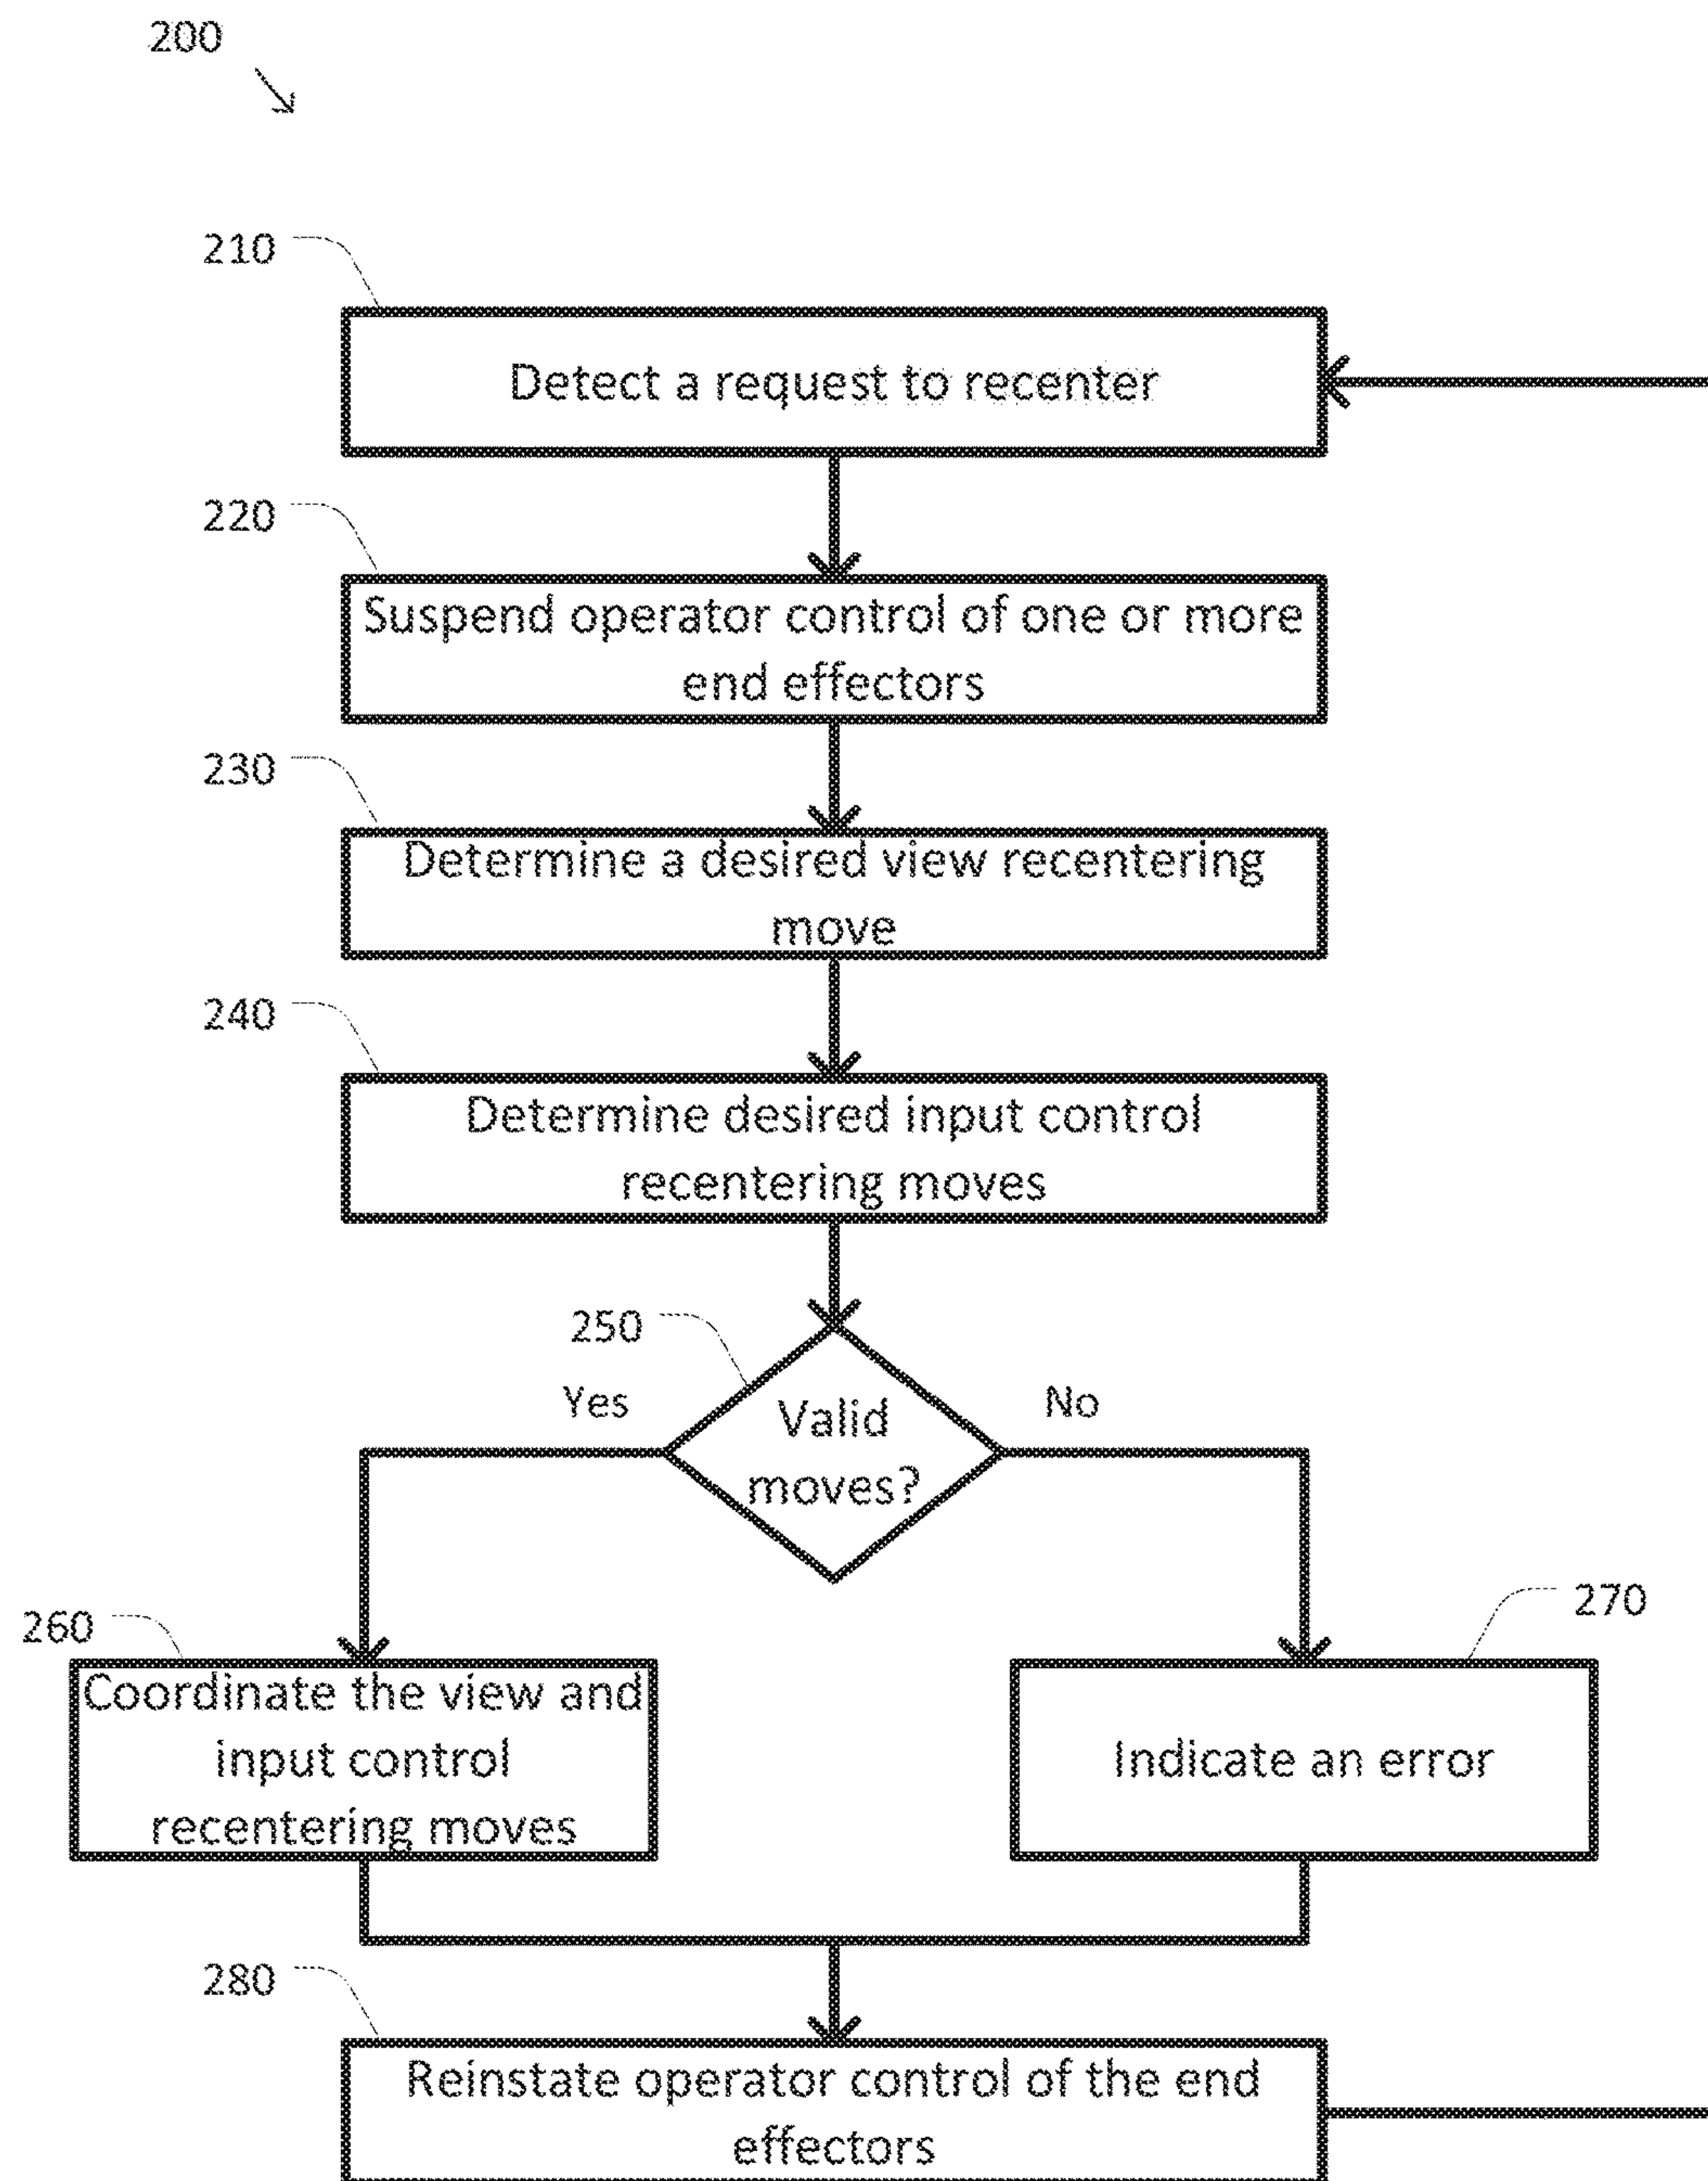 200
210
Detect a request to recenter
220
Suspend operator control of one or more
end effectors
230
Determine a desired view recentering
move
240
Determine desired input control
recentering moves
250
Yes
No
Valid
moves?
260
270
Coordinate the view and
input control
recentering moves
Indicate an error
280
Reinstate operator control of the end
effectors